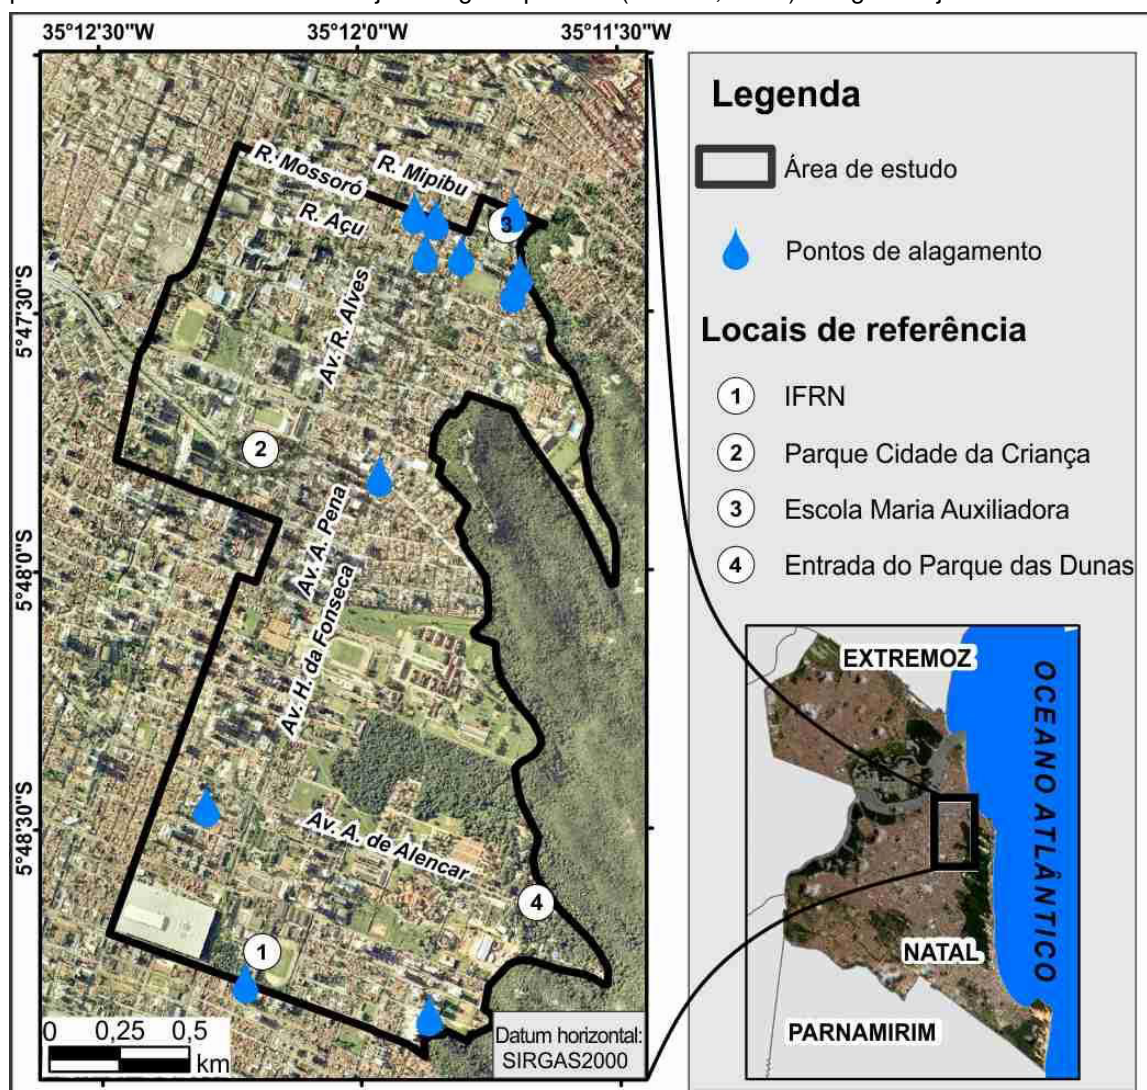 35°12'30"W
35°12'0"W
35°11'30"W
5°47'30"S
5°48'0"S
5°48'30"S
R. Mossoró
R. Mipibu
R. Açu
Av. R. Alves
Av. A. Pena
Av. H. da Fonseca
Av. A. de Alencar
3
2
4
1
0 0,25 0,5
km
Datum horizontal:
SIRGAS2000
Legenda
Área de estudo
Pontos de alagamento
Locais de referência
1 IFRN
2 Parque Cidade da Criança
3 Escola Maria Auxiliadora
4 Entrada do Parque das Dunas
EXTREMOZ
OCEANO ATLÂNTICO
NATAL
PARNAMIRIM